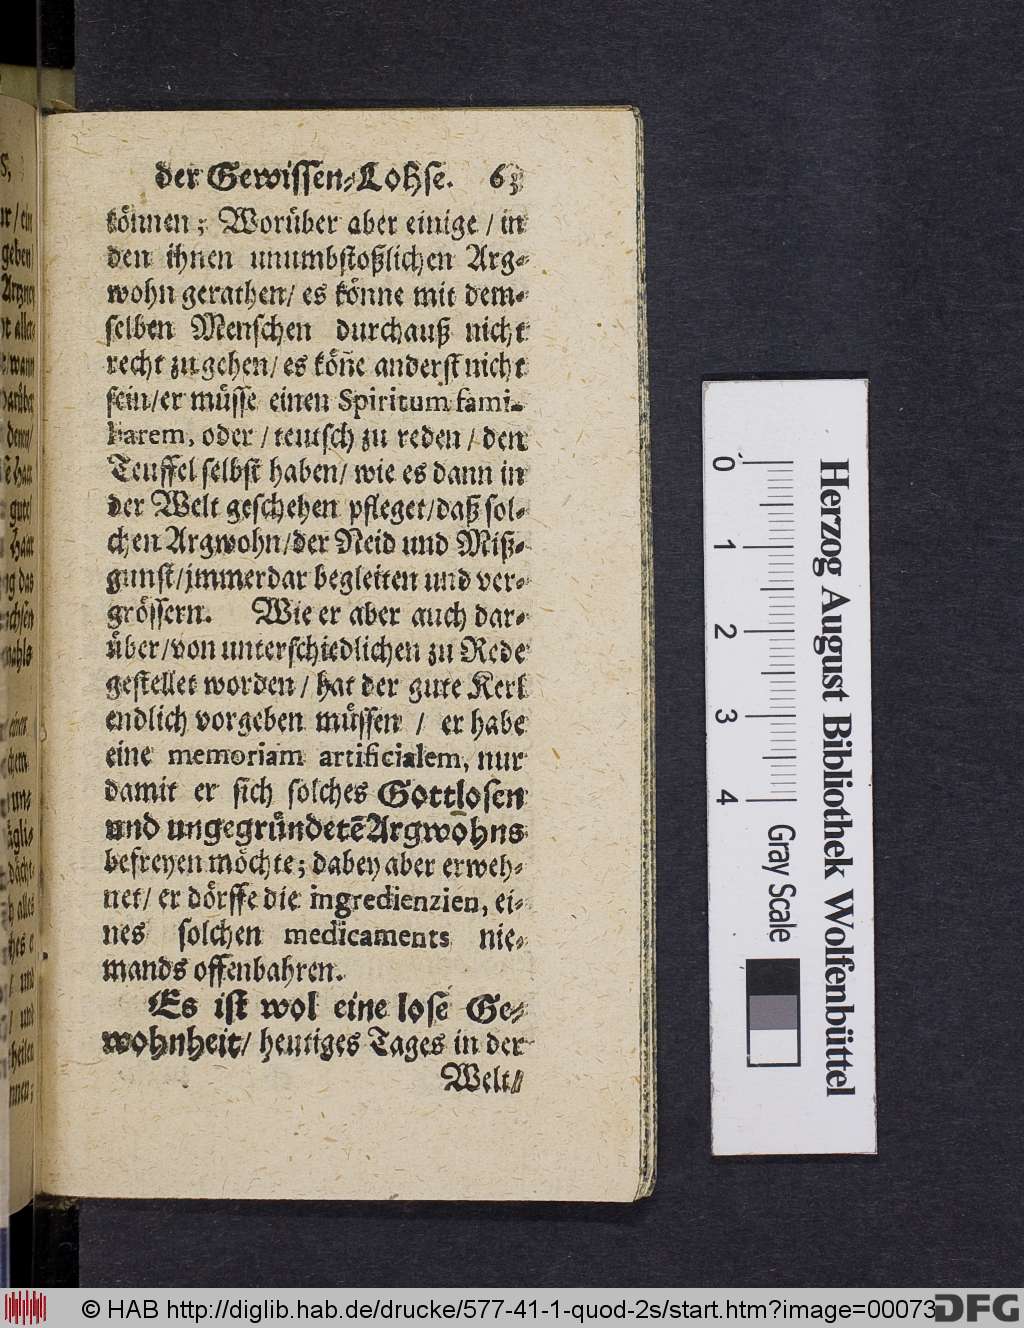 der Gewissen-Lohse. 63
können; Worüber aber einige / in
den ihnen unumbstoßlichen Arg-
wohn gerathen/ es könne mit dem-
selben Menschen durchauß nicht
recht zugehen/ es köñe anderst nicht
sein/er müsse einen Spiritum fami-
liarem, oder / teutsch zu reden / den
Teuffel selbst haben/ wie es dann in
der Welt geschehen pfleget/daß sol-
chen Argwohn/der Neid und Miß-
gunst/jmmerdar begleiten und ver-
grössern. Wie er aber auch dar-
über/von unterschiedlichen zu Rede
gestellet worden / hat der gute Kerl
endlich vorgeben müssen / er habe
eine memoriam artificialem, nur
damit er sich solches Gottlosen
und ungegründetē Argwohns
befreyen möchte; dabey aber erweh-
net/ er dörffe die ingredienzien, ei-
nes solchen medicaments nie-
mands offenbahren.
Es ist wol eine lose Ge-
wohnheit/ heutiges Tages in der
Welt/
0 1 2 3 4
Gray Scale
Herzog August Bibliothek Wolfenbüttel
© HAB http://diglib.hab.de/drucke/577-41-1-quod-2s/start.htm?image=00073
DFG